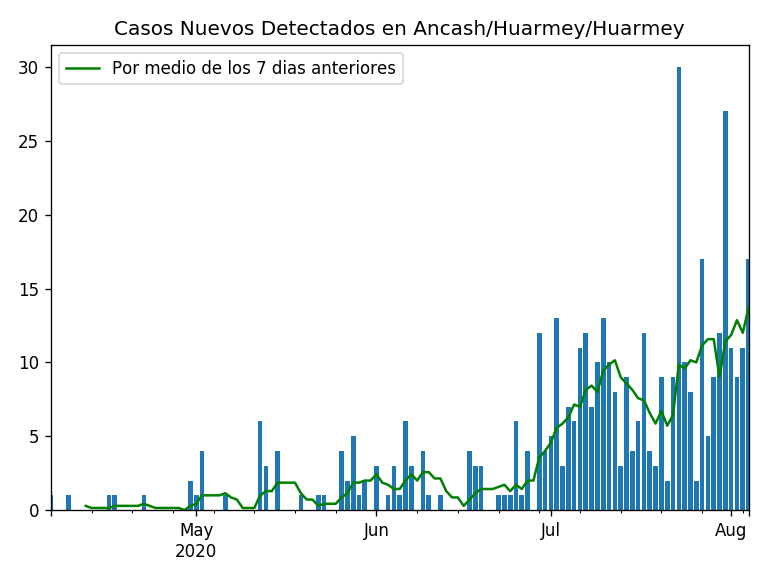 Casos Nuevos Detectados en Ancash/Huarmey/Huarmey
Por medio de los 7 dias anteriores
30
25
20
15
10
5
0
May
2020
Jun
Jul
Aug